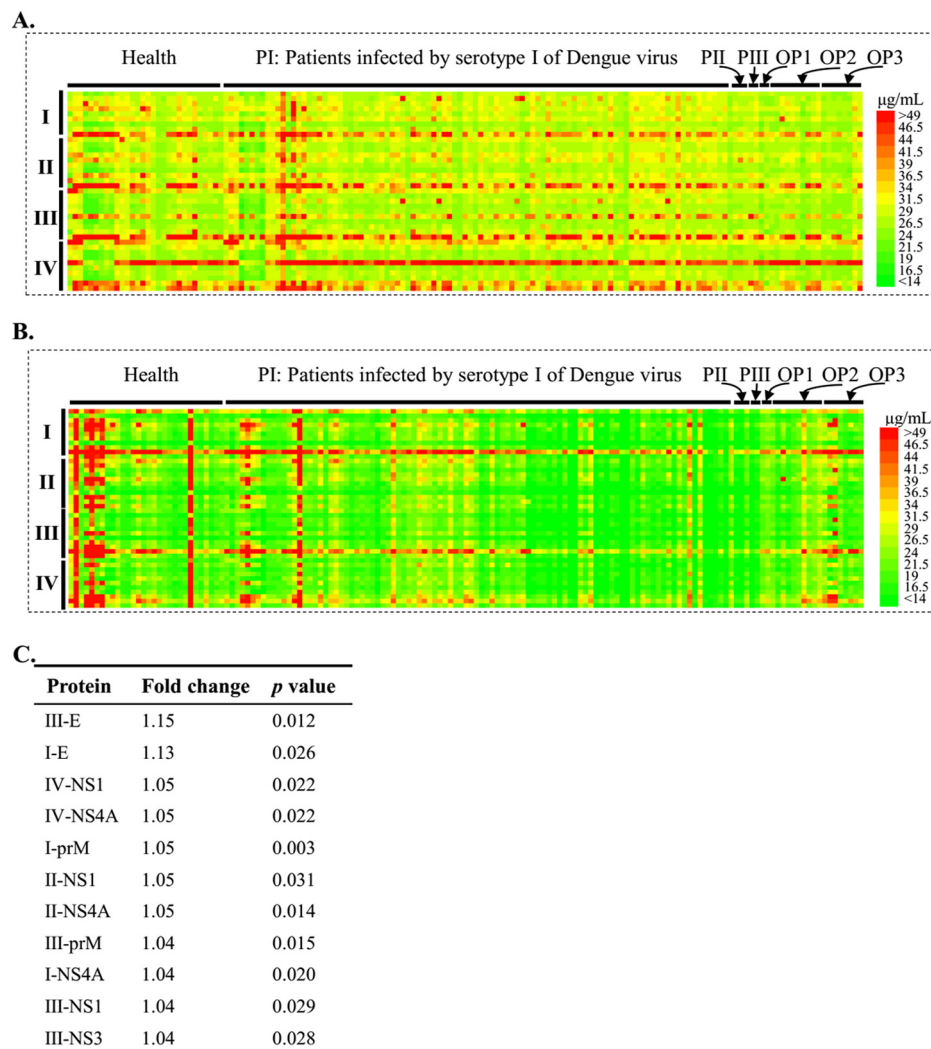 A.
Health PI: Patients infected by serotype I of Dengue virus PII PIII OP1 OP2 OP3
µg/mL
I
II
III
IV
>49
46.5
44
41.5
39
36.5
34
31.5
29
26.5
24
21.5
19
16.5
<14
B.
Health PI: Patients infected by serotype I of Dengue virus PII PIII OP1 OP2 OP3
µg/mL
I
II
III
IV
>49
46.5
44
41.5
39
36.5
34
31.5
29
26.5
24
21.5
19
16.5
<14
C.
Protein Fold change p value
III-E 1.15 0.012
I-E 1.13 0.026
IV-NS1 1.05 0.022
IV-NS4A 1.05 0.022
I-prM 1.05 0.003
II-NS1 1.05 0.031
II-NS4A 1.05 0.014
III-prM 1.04 0.015
I-NS4A 1.04 0.020
III-NS1 1.04 0.029
III-NS3 1.04 0.028